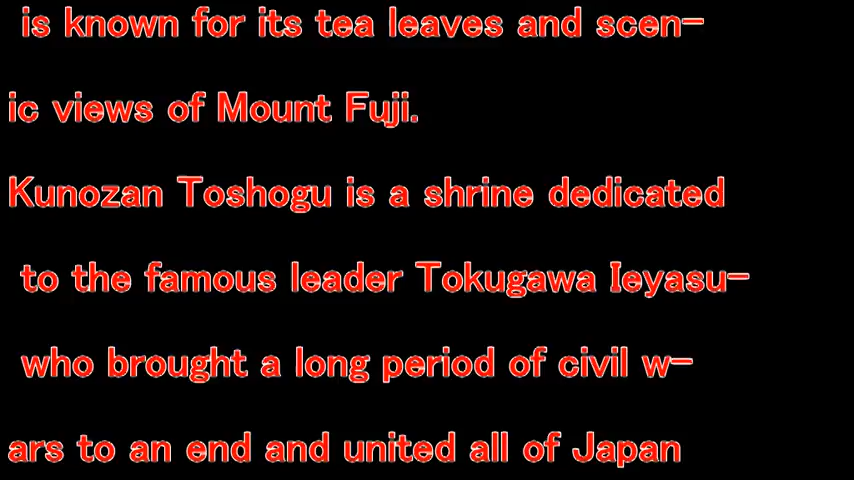 is known for its tea leaves and scen-
ic views of Mount Fuji.
Kunozan Toshogu is a shrine dedicated
to the famous leader Tokugawa Ieyasu-
who brought a long period of civil w-
ars to an end and united all of Japan